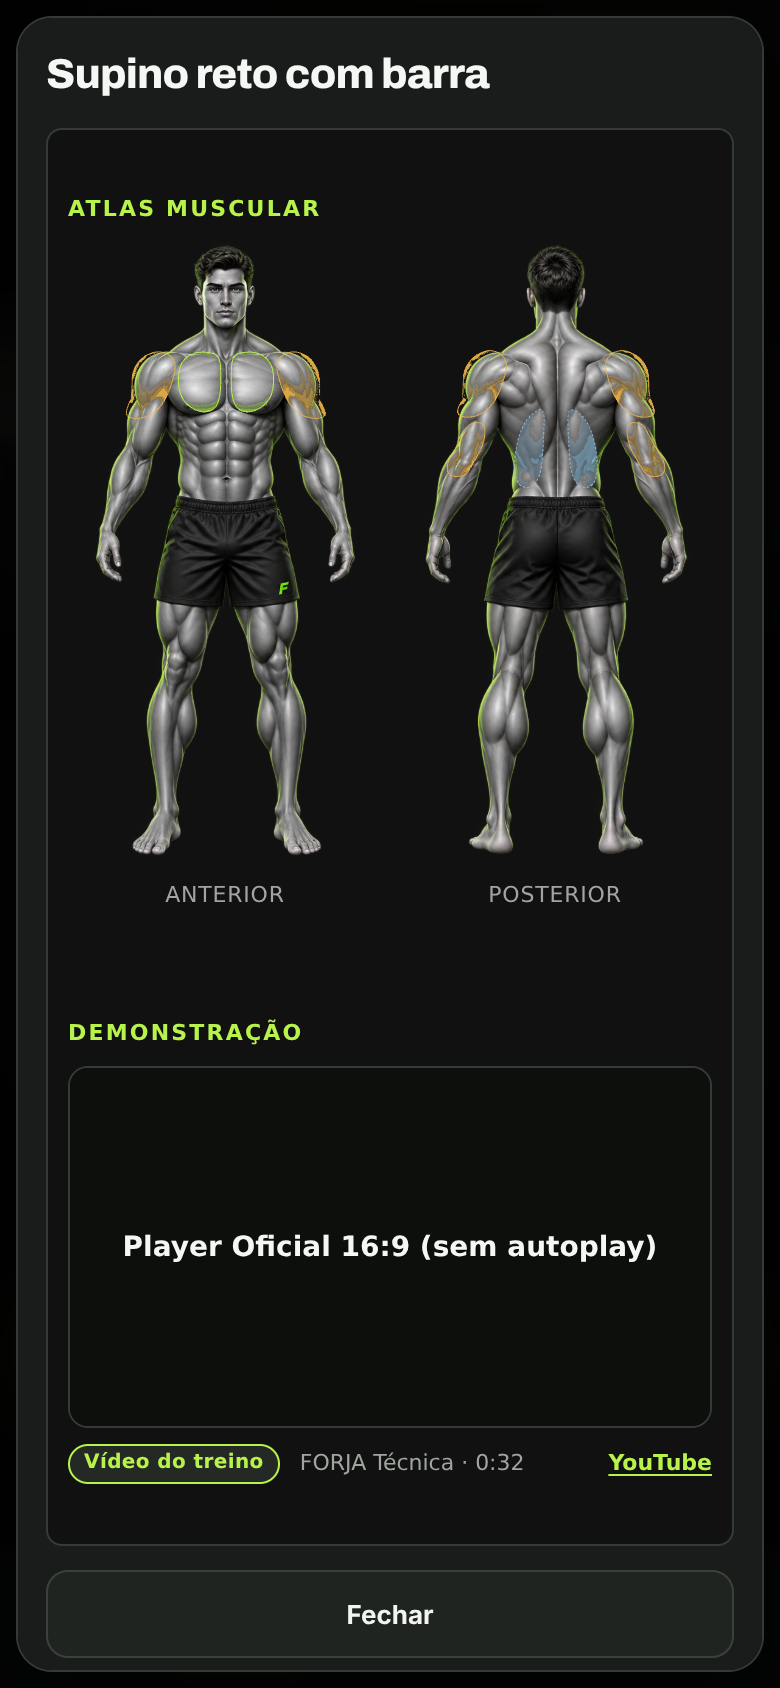 Supino reto com barra
ATLAS MUSCULAR
F
ANTERIOR
POSTERIOR
DEMONSTRAÇÃO
Player Oficial 16:9 (sem autoplay)
Vídeo do treino
FORJA Técnica · 0:32
YouTube
Fechar